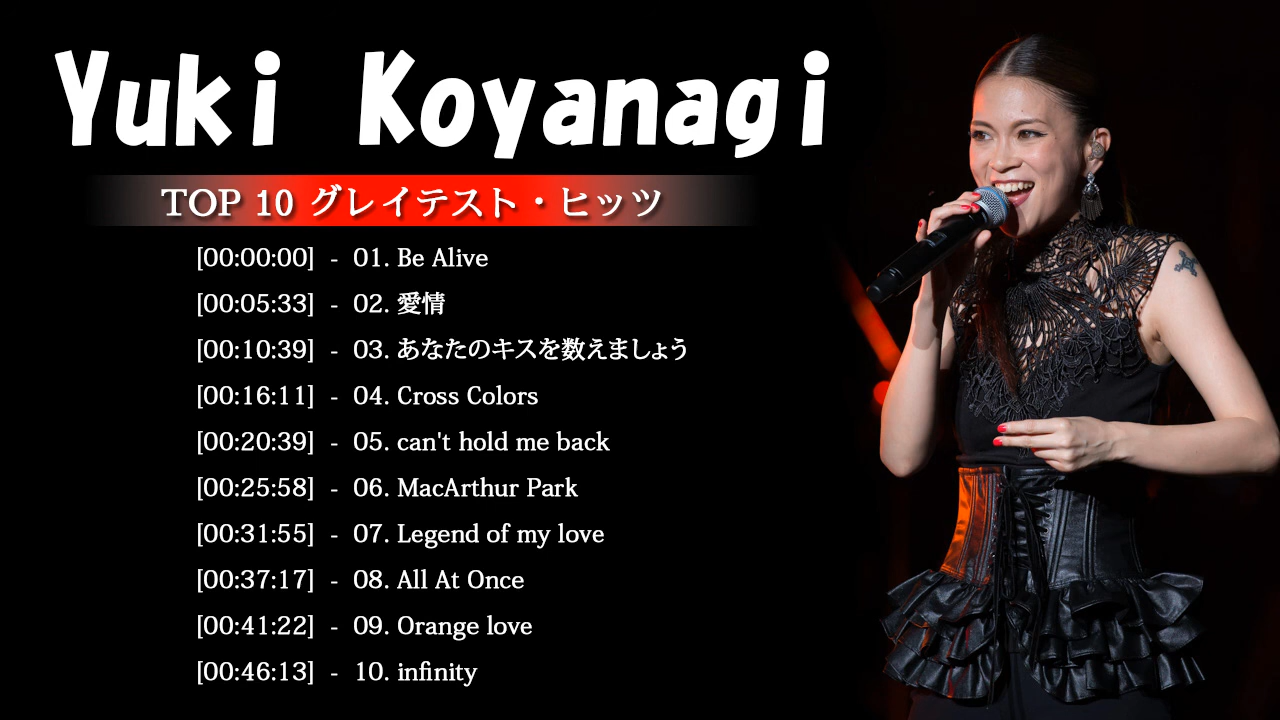 Yuki Koyanagi
TOP 10 グレイテスト・ヒッツ
[00:00:00] - 01. Be Alive
[00:05:33] - 02. 愛情
[00:10:39] - 03. あなたのキスを数えましょう
[00:16:11] - 04. Cross Colors
[00:20:39] - 05. can't hold me back
[00:25:58] - 06. MacArthur Park
[00:31:55] - 07. Legend of my love
[00:37:17] - 08. All At Once
[00:41:22] - 09. Orange love
[00:46:13] - 10. infinity